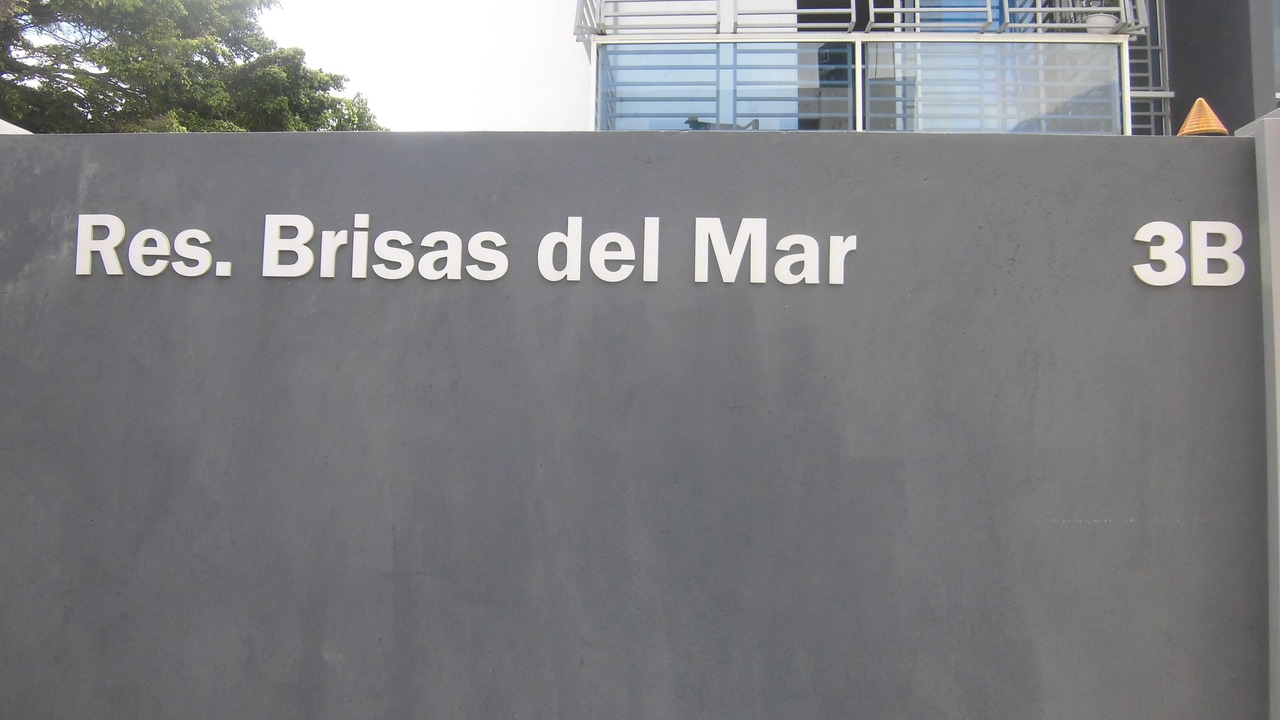 Res. Brisas del Mar 3B